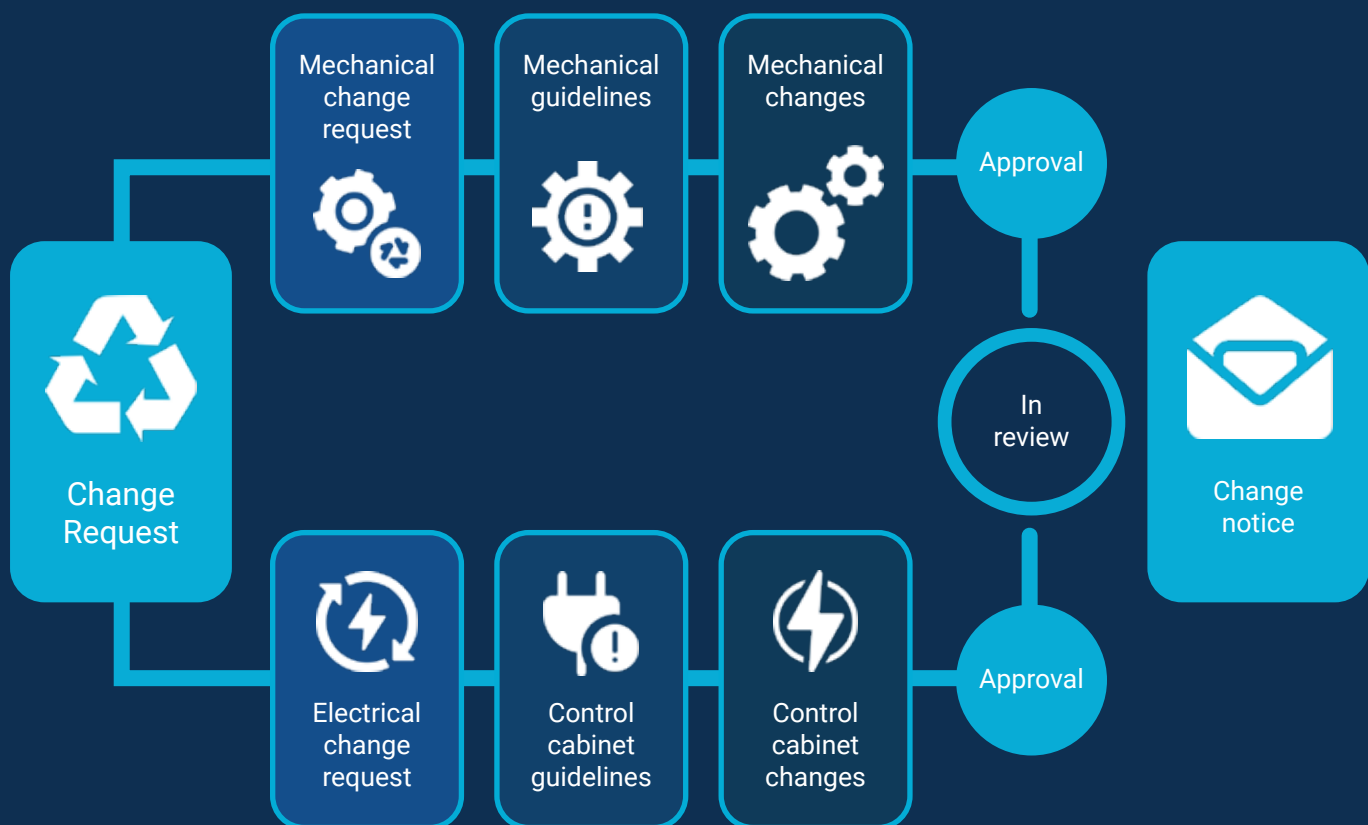 Mechanical
change
request
Mechanical
guidelines
Mechanical
changes
Approval
Change
Request
In
review
Change
notice
Electrical
change
request
Control
cabinet
guidelines
Control
cabinet
changes
Approval